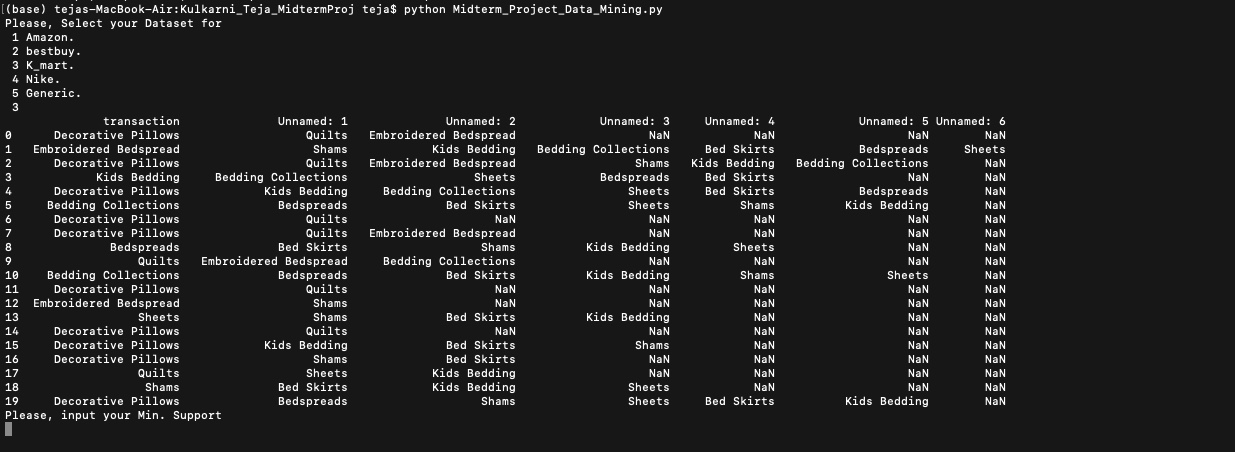 (base) tejas-MacBook-Air:Kulkarni_Teja_MidtermProj teja$ python Midterm_Project_Data_Mining.py
Please, Select your Dataset for
1 Amazon.
2 bestbuy.
3 K_mart.
4 Nike.
5 Generic.
3
transaction Unnamed: 1 Unnamed: 2 Unnamed: 3 Unnamed: 4 Unnamed: 5 Unnamed: 6
0 Decorative Pillows Quilts Embroidered Bedspread NaN NaN NaN NaN
1 Embroidered Bedspread Shams Kids Bedding Bedding Collections Bed Skirts Bedspreads Sheets
2 Decorative Pillows Quilts Embroidered Bedspread Shams Kids Bedding Bedding Collections NaN
3 Kids Bedding Bedding Collections Sheets Bedspreads Bed Skirts NaN NaN
4 Decorative Pillows Kids Bedding Bedding Collections Sheets Bed Skirts Bedspreads NaN
5 Bedding Collections Bedspreads Bed Skirts Sheets Shams Kids Bedding NaN
6 Decorative Pillows Quilts NaN NaN NaN NaN NaN
7 Decorative Pillows Quilts Embroidered Bedspread NaN NaN NaN NaN
8 Bedspreads Bed Skirts Shams Kids Bedding Sheets NaN NaN
9 Quilts Embroidered Bedspread Bedding Collections NaN NaN NaN NaN
10 Bedding Collections Bedspreads Bed Skirts Kids Bedding Shams Sheets NaN
11 Decorative Pillows Quilts NaN NaN NaN NaN NaN
12 Embroidered Bedspread Shams NaN NaN NaN NaN NaN
13 Sheets Shams Bed Skirts Kids Bedding NaN NaN NaN
14 Decorative Pillows Quilts NaN NaN NaN NaN NaN
15 Decorative Pillows Kids Bedding Bed Skirts Shams NaN NaN NaN
16 Decorative Pillows Shams Bed Skirts NaN NaN NaN NaN
17 Quilts Sheets Kids Bedding NaN NaN NaN NaN
18 Shams Bed Skirts Kids Bedding Sheets NaN NaN NaN
19 Decorative Pillows Bedspreads Shams Sheets Bed Skirts Kids Bedding NaN
Please, input your Min. Support